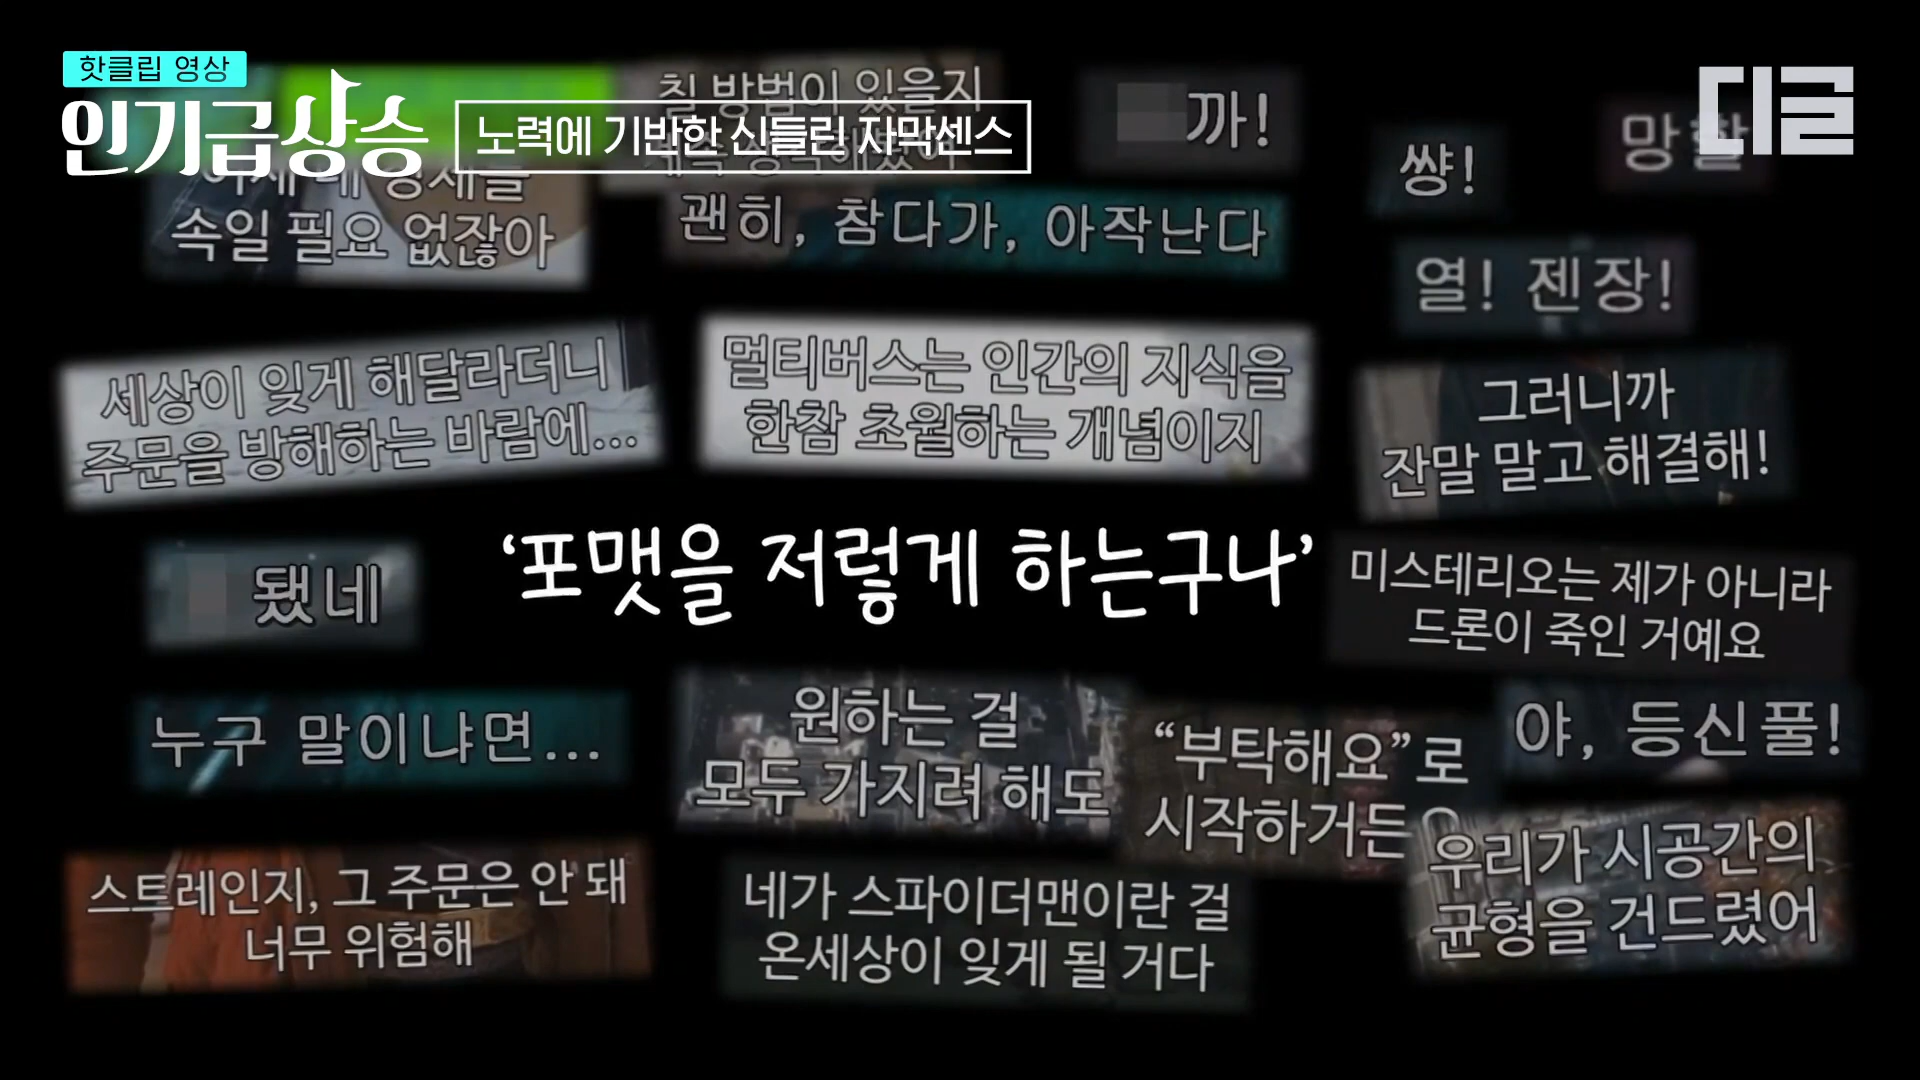 핫클립 영상
인기급상승
노력에 기반한 신들린 자막센스
디글
칠 방법이 있을지
까!
쌍!
망할
속일 필요 없잖아
괜히, 참다가, 아작난다
열! 젠장!
세상이 잊게 해달라더니
주문을 방해하는 바람에...
멀티버스는 인간의 지식을
한참 초월하는 개념이지
그러니까
잔말 말고 해결해!
됐네
‘포맷을 저렇게 하는구나’
미스테리오는 제가 아니라
드론이 죽인 거예요
누구 말이냐면...
원하는 걸
모두 가지려 해도
“부탁해요”로
시작하거든
야, 등신풀!
스트레인지, 그 주문은 안 돼
너무 위험해
네가 스파이더맨이란 걸
온세상이 잊게 될 거다
우리가 시공간의
균형을 건드렸어